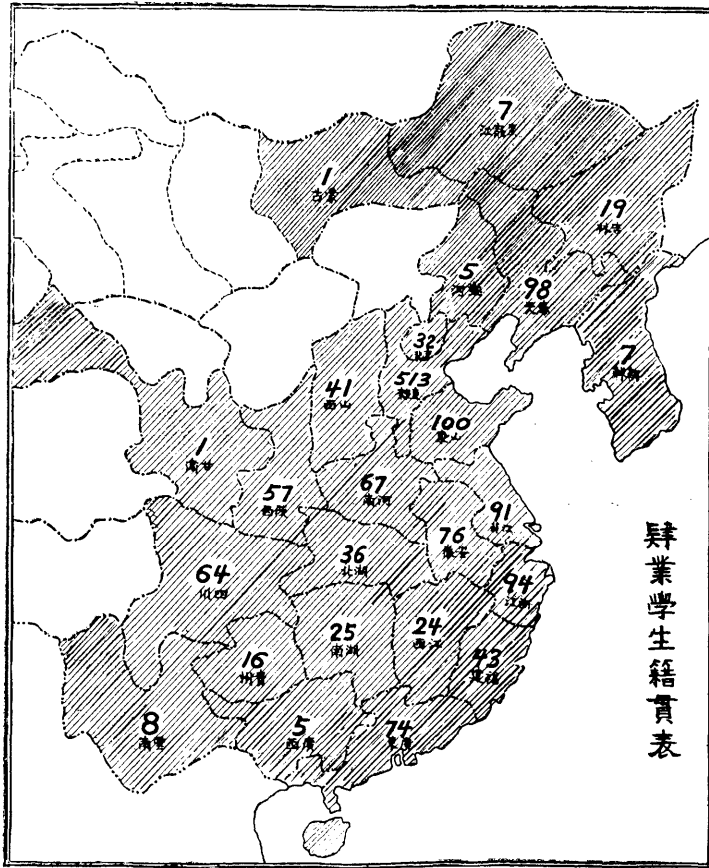 肄業學生籍貫表
7
黑龍江
1
蒙古
19
吉林
5
熱河
98
奉天
32
7
朝鮮
513
直隸
41
山西
100
山東
1
甘肅
57
陝西
67
河南
91
江蘇
76
安徽
36
湖北
64
四川
94
浙江
25
湖南
24
江西
43
福建
16
貴州
8
雲南
5
廣西
74
廣東